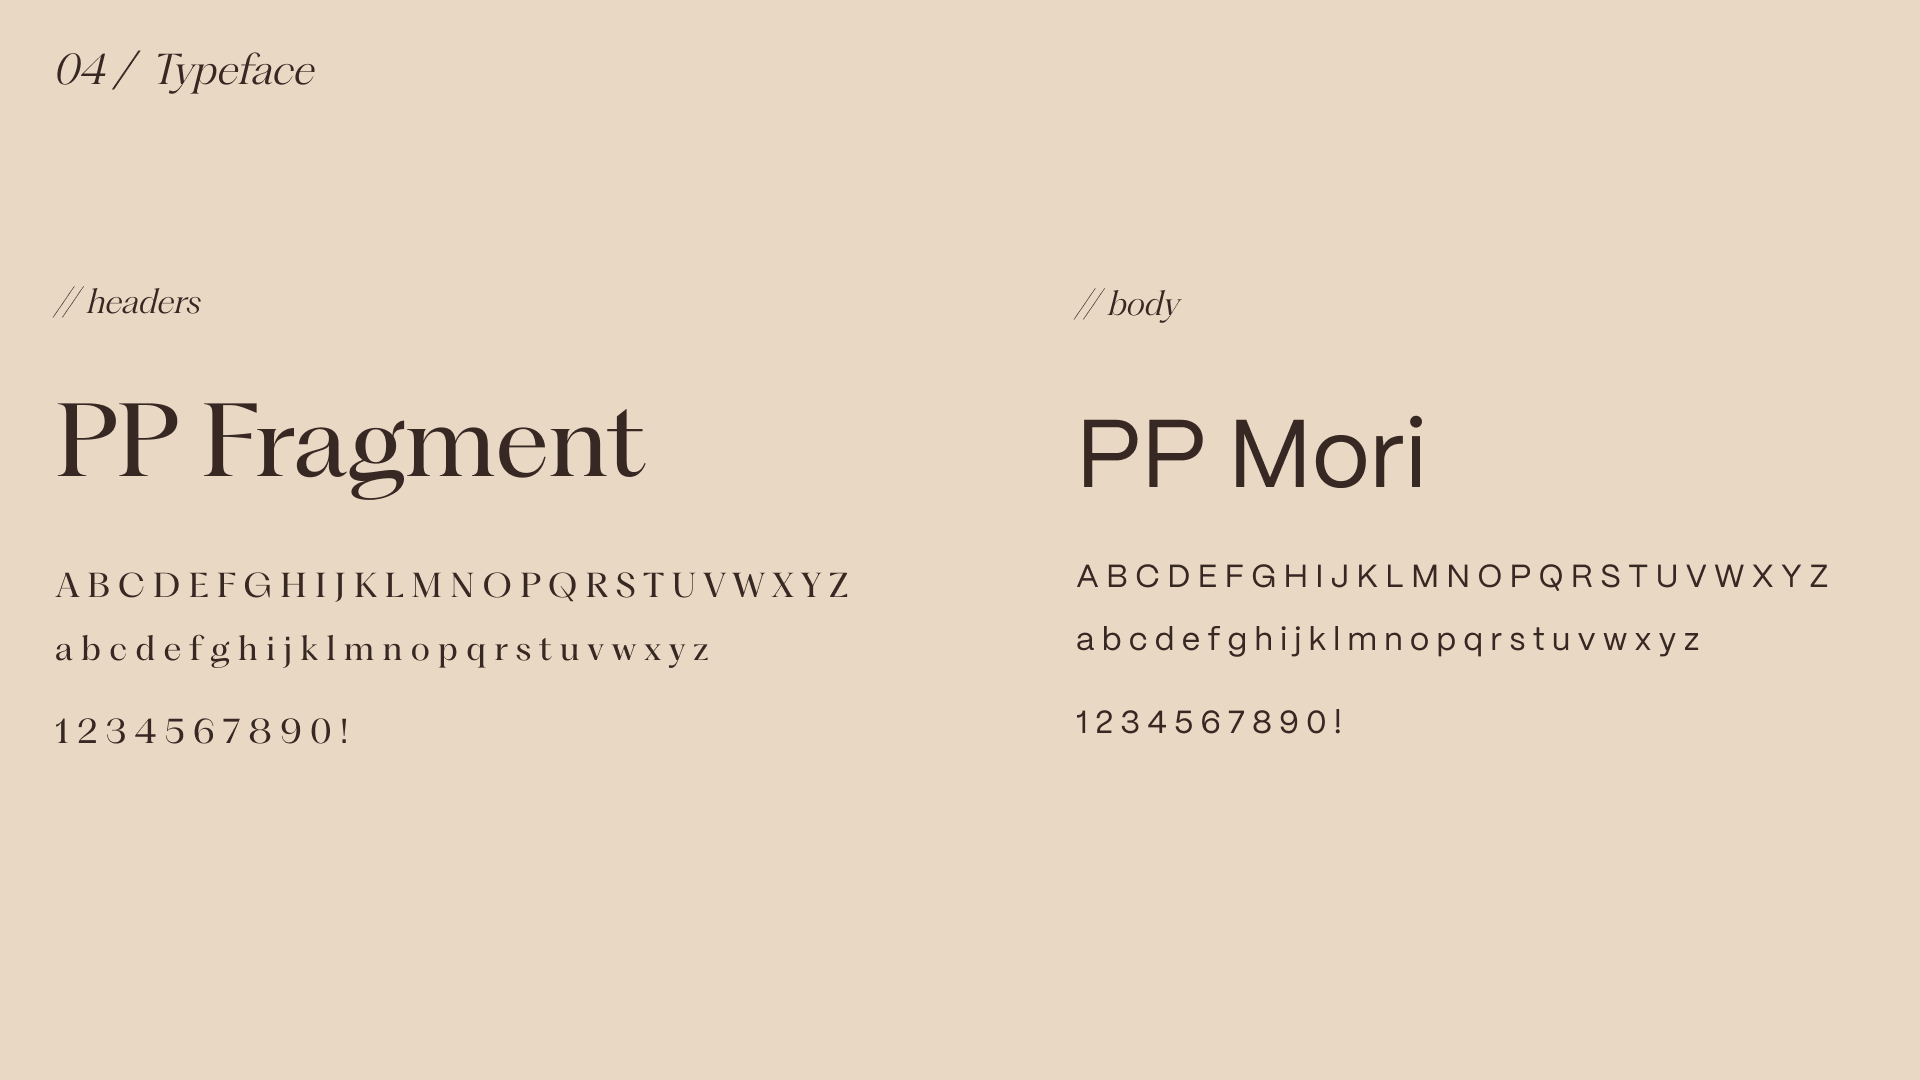 04 / Typeface
// headers
PP Fragment
A B C D E F G H I J K L M N O P Q R S T U V W X Y Z
a b c d e f g h i j k l m n o p q r s t u v w x y z
1 2 3 4 5 6 7 8 9 0 !
// body
PP Mori
A B C D E F G H I J K L M N O P Q R S T U V W X Y Z
a b c d e f g h i j k l m n o p q r s t u v w x y z
1 2 3 4 5 6 7 8 9 0 !